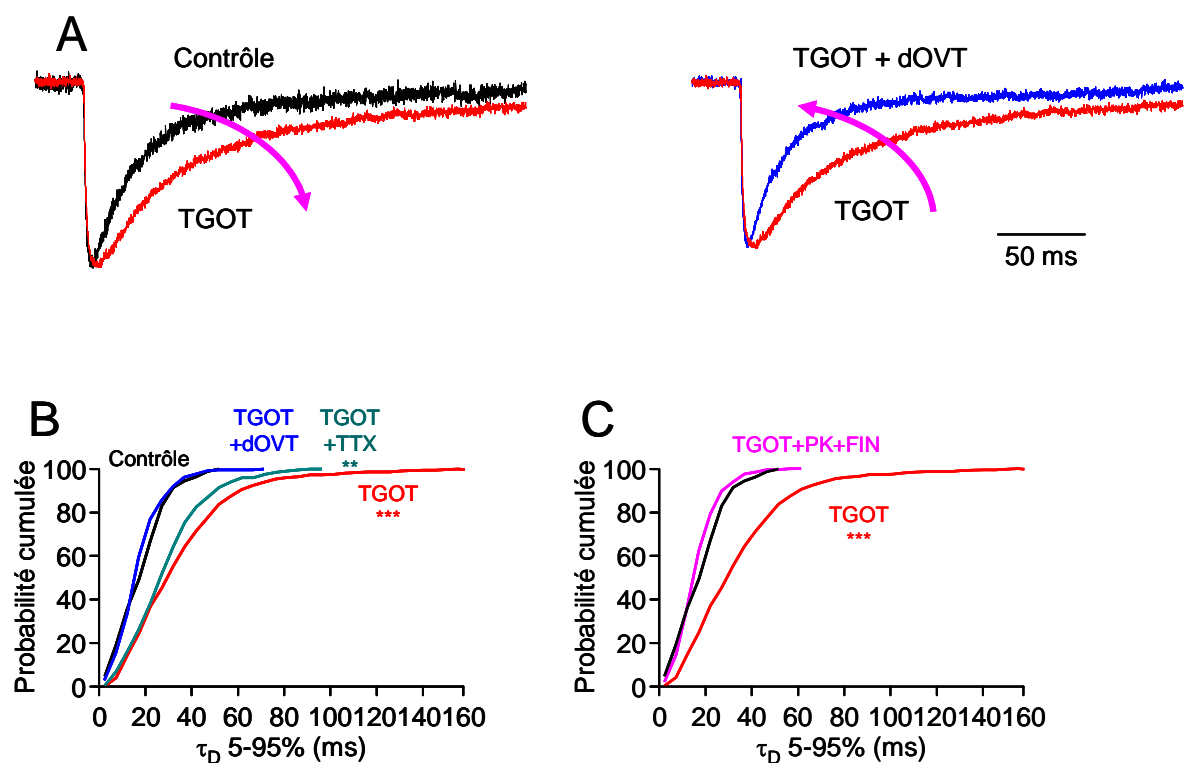 A
Contrôle
TGOT
TGOT + dOVT
TGOT
50 ms
B
Contrôle
TGOT
+dOVT
TGOT
+TTX
**
TGOT
***
Probabilité cumulée
100
80
60
40
20
0
0 20 40 60 80 100 120 140 160
τD 5-95% (ms)
C
TGOT+PK+FIN
TGOT
***
Probabilité cumulée
100
80
60
40
20
0
0 20 40 60 80 100 120 140 160
τD 5-95% (ms)